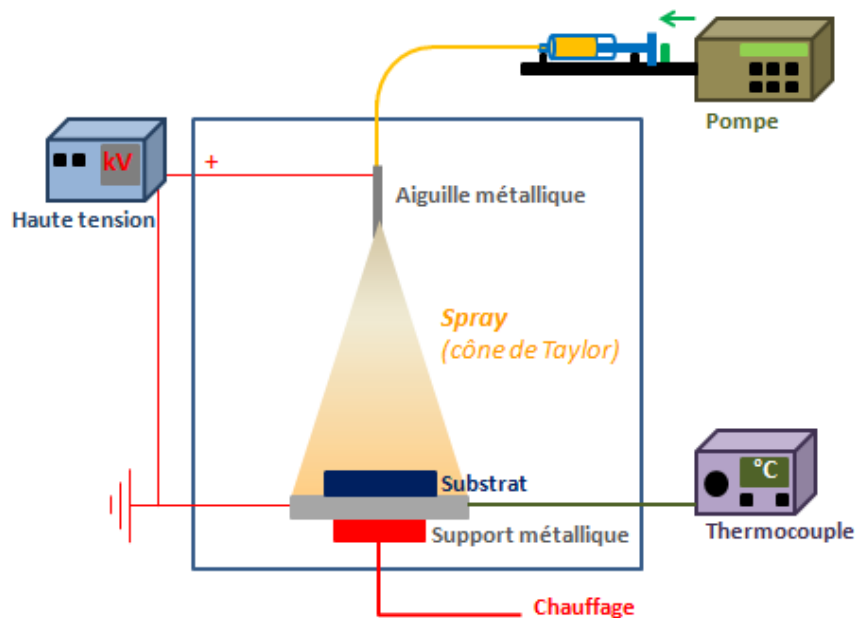 Pompe
kV
+
Haute tension
Aiguille métallique
Spray
(cône de Taylor)
°C
Substrat
Thermocouple
Support métallique
Chauffage